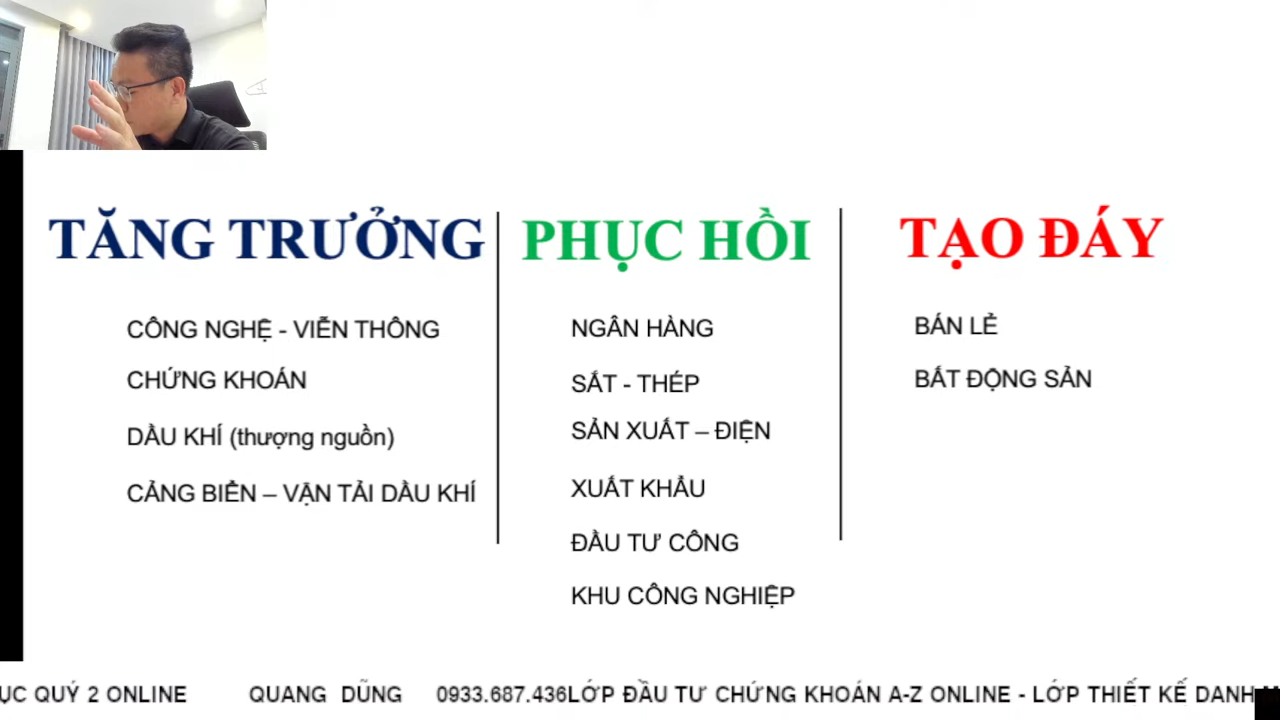 TĂNG TRƯỞNG
CÔNG NGHỆ - VIỄN THÔNG
CHỨNG KHOÁN
DẦU KHÍ (thượng nguồn)
CẢNG BIỂN – VẬN TẢI DẦU KHÍ
PHỤC HỒI
NGÂN HÀNG
SẮT - THÉP
SẢN XUẤT – ĐIỆN
XUẤT KHẨU
ĐẦU TƯ CÔNG
KHU CÔNG NGHIỆP
TẠO ĐÁY
BÁN LẺ
BẤT ĐỘNG SẢN
ỤC QUÝ 2 ONLINE QUANG DŨNG 0933.687.436LỚP ĐẦU TƯ CHỨNG KHOÁN A-Z ONLINE - LỚP THIẾT KẾ DANH